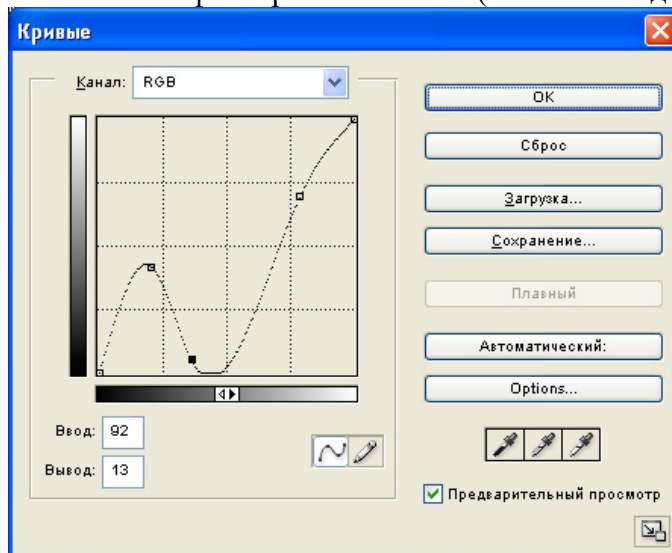 Кривые
Канал: RGB
OK
Сброс
Загрузка...
Сохранение...
Плавный
Автоматический:
Options...
Ввод: 92
Вывод: 13
Предварительный просмотр